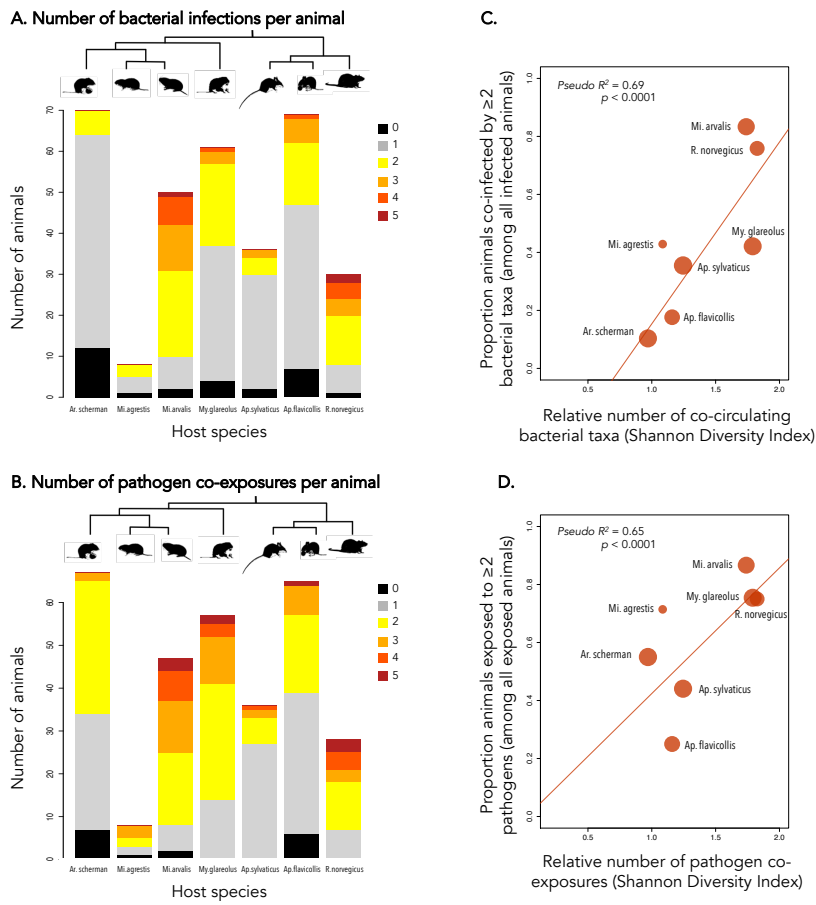 A. Number of bacterial infections per animal
Number of animals
70
60
50
40
30
20
10
0
0
1
2
3
4
5
Ar. scherman
Mi.agrestis
Mi.arvalis
My.glareolus
Ap.sylvaticus
Ap.flavicollis
R.norvegicus
Host species
B. Number of pathogen co-exposures per animal
Number of animals
60
50
40
30
20
10
0
0
1
2
3
4
5
Ar. scherman
Mi.agrestis
Mi.arvalis
My.glareolus
Ap.sylvaticus
Ap.flavicollis
R.norvegicus
Host species
C.
Proportion animals co-infected by ≥2
bacterial taxa (among all infected animals)
1.0
0.8
0.6
0.4
0.2
0.0
Pseudo R² = 0.69
p < 0.0001
Mi. arvalis
R. norvegicus
My. glareolus
Mi. agrestis
Ap. sylvaticus
Ap. flavicollis
Ar. scherman
0.5
1.0
1.5
2.0
Relative number of co-circulating
bacterial taxa (Shannon Diversity Index)
D.
Proportion animals exposed to ≥2
pathogens (among all exposed animals)
1.0
0.8
0.6
0.4
0.2
0.0
Pseudo R² = 0.65
p < 0.0001
Mi. arvalis
My. glareolus
R. norvegicus
Mi. agrestis
Ar. scherman
Ap. sylvaticus
Ap. flavicollis
0.5
1.0
1.5
2.0
Relative number of pathogen co-
exposures (Shannon Diversity Index)